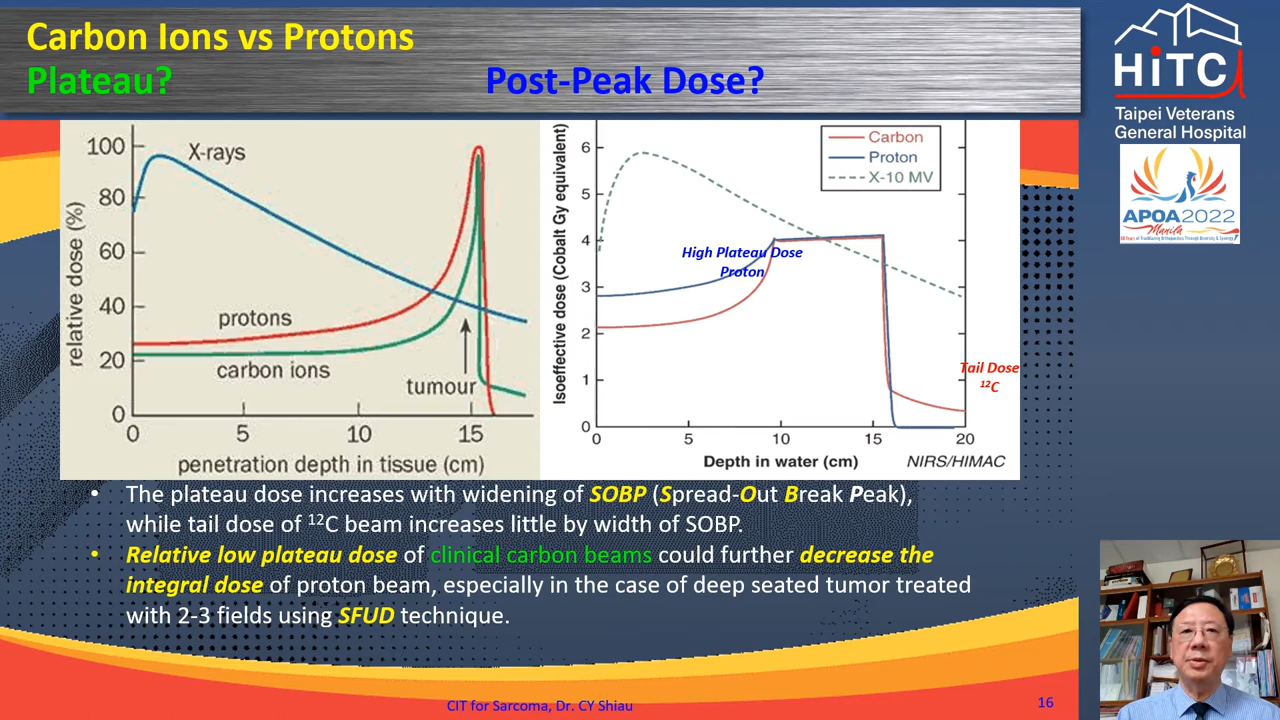 Carbon Ions vs Protons
Plateau? Post-Peak Dose?
HiTC
Taipei Veterans
General Hospital
APOA2022
Manila
relative dose (%)
100
80
60
40
20
0
X-rays
protons
carbon ions
tumour
0 5 10 15
penetration depth in tissue (cm)
Isoeffective dose (Cobalt Gy equivalent)
6
5
4
3
2
1
0
Carbon
Proton
X-10 MV
High Plateau Dose
Proton
Tail Dose
¹²C
0 5 10 15 20
Depth in water (cm) NIRS/HIMAC
• The plateau dose increases with widening of SOBP (Spread-Out Break Peak),
while tail dose of ¹²C beam increases little by width of SOBP.
• Relative low plateau dose of clinical carbon beams could further decrease the
integral dose of proton beam, especially in the case of deep seated tumor treated
with 2-3 fields using SFUD technique.
CIT for Sarcoma, Dr. CY Shiau
16